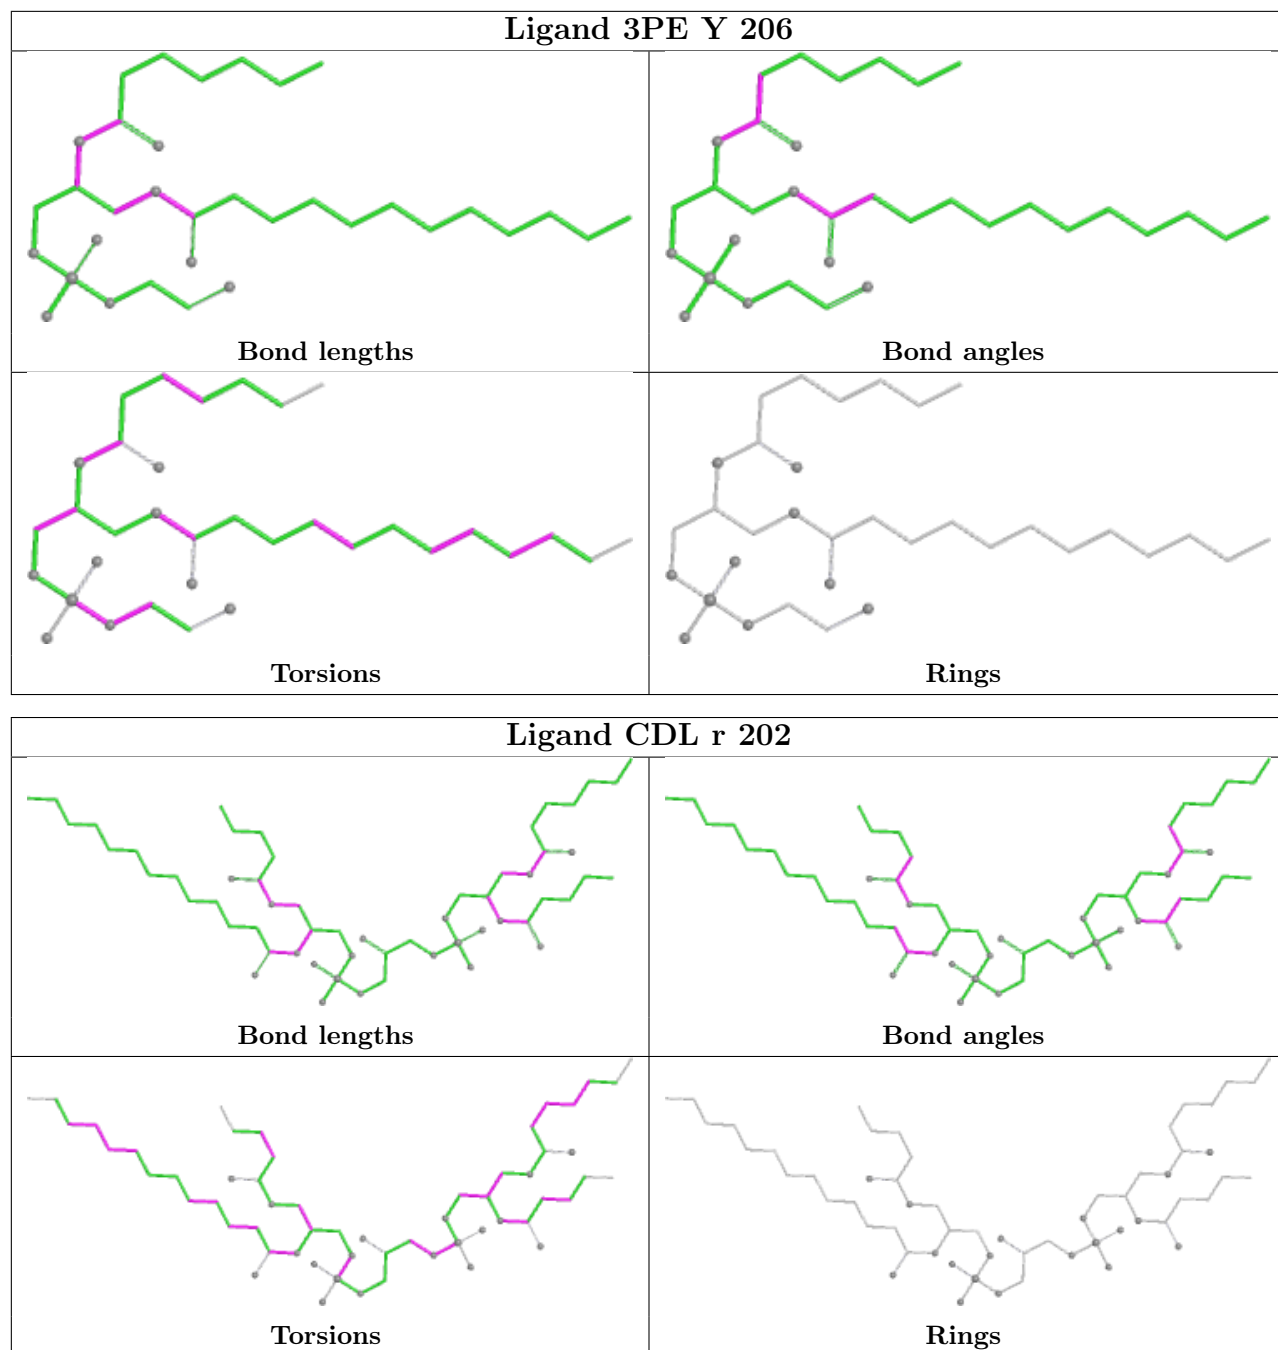 Ligand 3PE Y 206
Bond lengths
Bond angles
Torsions
Rings
Ligand CDL r 202
Bond lengths
Bond angles
Torsions
Rings